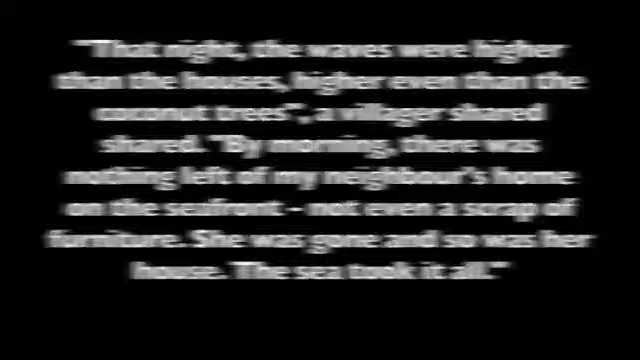 "That night, the waves were higher
than the houses, higher even than the
coconut trees", a villager shared
shared. "By morning, there was
nothing left of my neighbour's home
on the seafront - not even a scrap of
furniture. She was gone and so was her
house. The sea took it all."